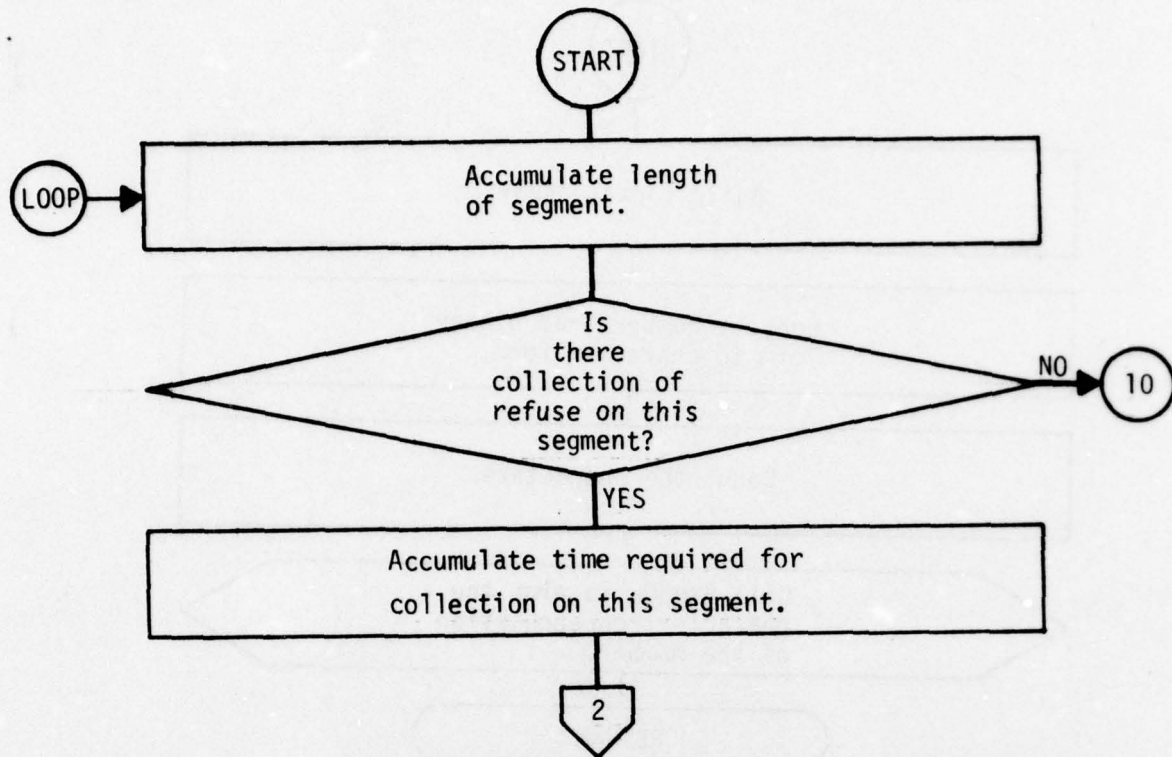 START
LOOP
Accumulate length
of segment.
Is
there
collection of
refuse on this
segment?
NO
10
YES
Accumulate time required for
collection on this segment.
2